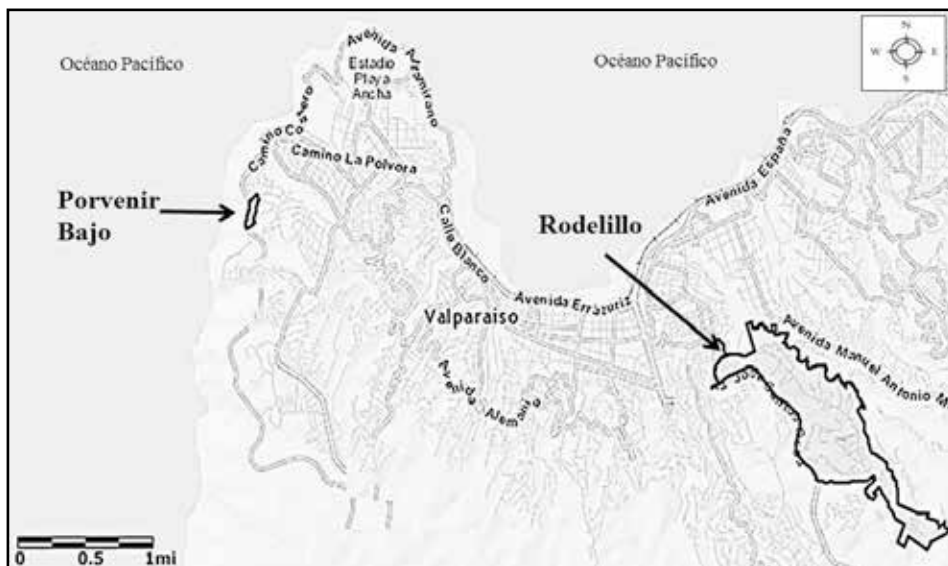 Océano Pacífico
Océano Pacífico
N
W E
S
Avenida Altamirano
Estadio
Playa
Ancha
Camino Costero
Camino La Polvora
Porvenir
Bajo
Avenida España
Rodelillo
Calle Blanco
Avenida Errazuriz
Valparaiso
Avenida Alemania
Avenida Manuel Antonio M
0 0.5 1mi